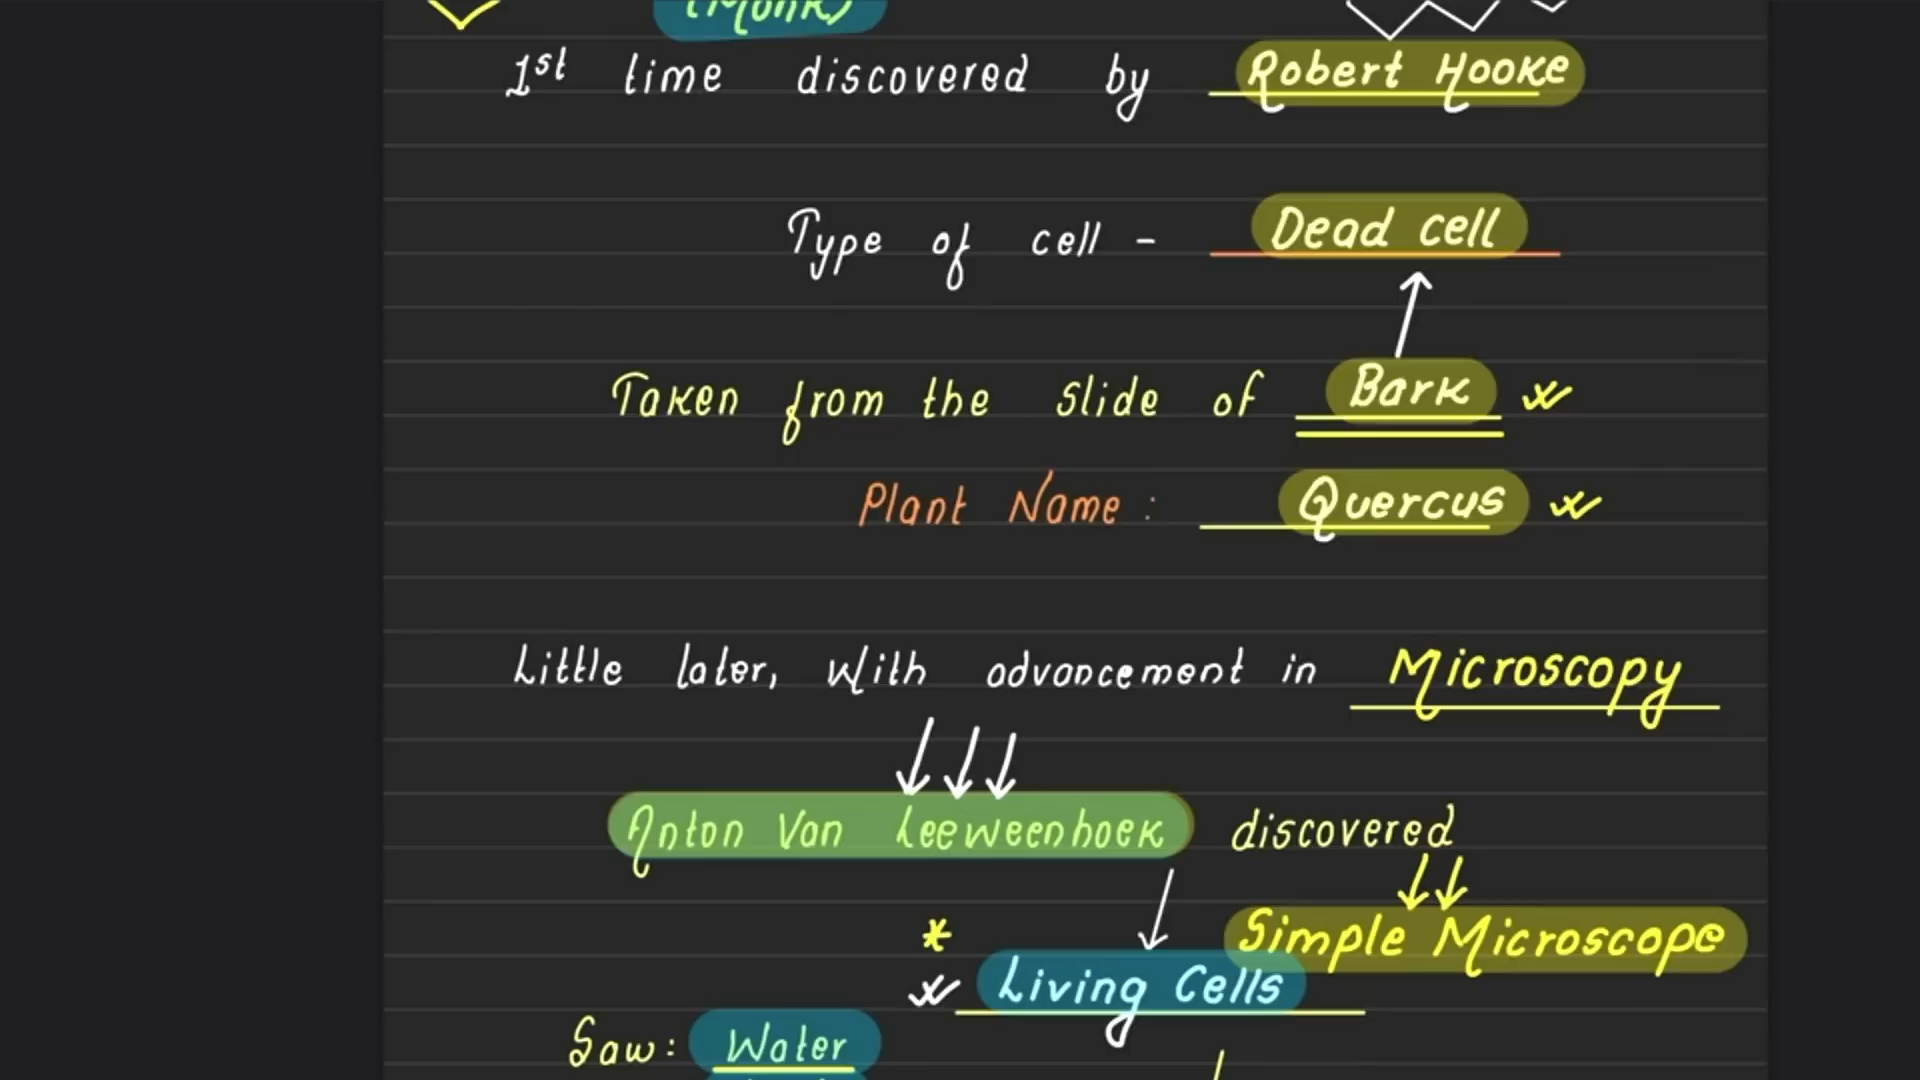 (Monk)
1st time discovered by Robert Hooke
Type of cell - Dead cell
Taken from the slide of Bark
Plant Name : Quercus
Little later, With advancement in Microscopy
Anton Van Leeweenhoek discovered
Simple Microscope
* Living Cells
Saw: Water